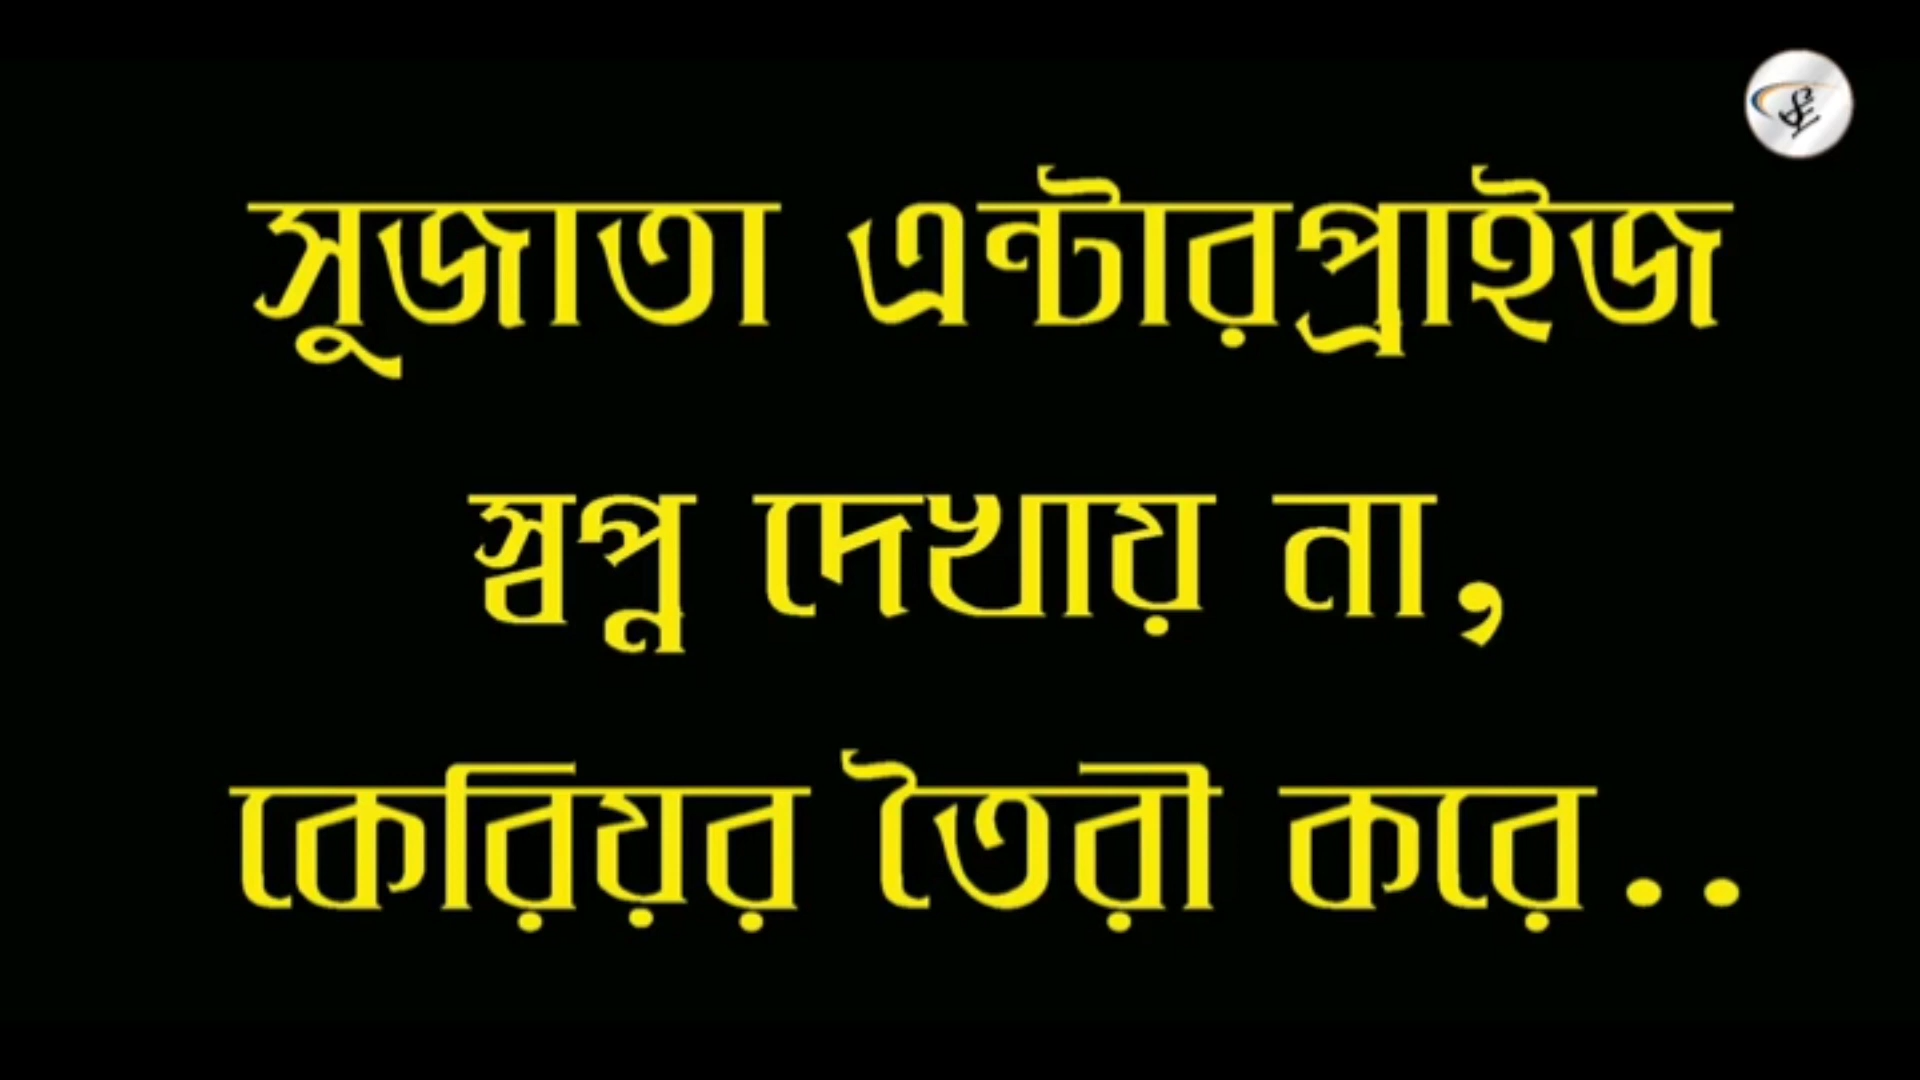 সুজাতা এন্টারপ্রাইজ
স্বপ্ন দেখায় না,
কেরিয়র তৈরী করে..